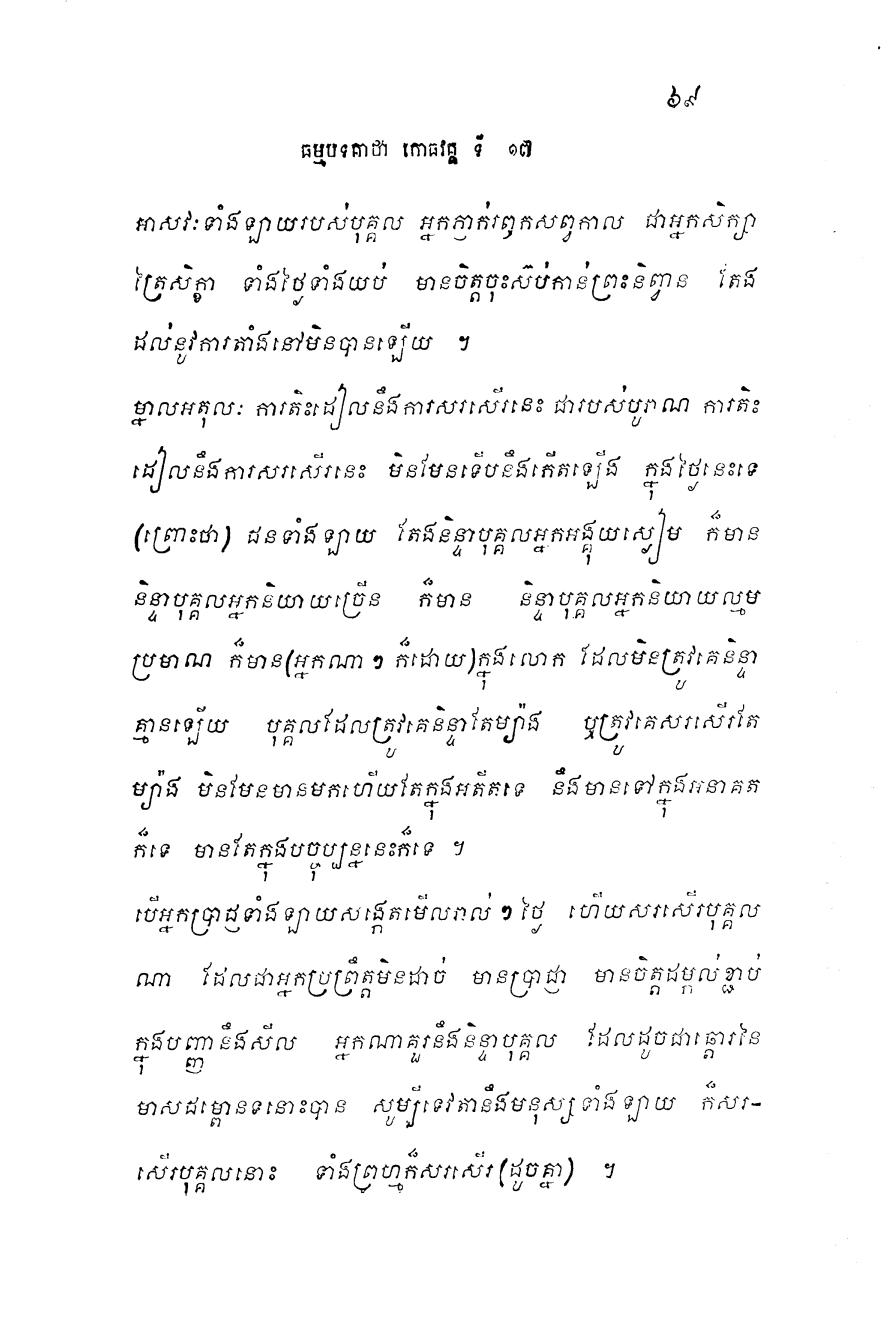 ៦៩
ធម្មបទគាថា កោធវគ្គ ទី ១៧
អាសវៈទាំងឡាយរបស់បុគ្គល អ្នកភ្ញាក់រឭកសព្វកាល ជាអ្នកសិក្សា
ត្រៃសិក្ខា ទាំងថ្ងៃទាំងយប់ មានចិត្តចុះស៊ប់កាន់ព្រះនិព្វាន តែង
ដល់នូវការតាំងនៅមិនបានឡើយ ។
ម្នាលអតុលៈ ការតិះដៀលនឹងការសរសើរនេះ ជារបស់បូរាណ ការតិះ
ដៀលនឹងការសរសើរនេះ មិនមែនទើបនឹងកើតឡើង ក្នុងថ្ងៃនេះទេ
(ព្រោះថា) ជនទាំងឡាយ តែងនិន្ទាបុគ្គលអ្នកអង្គុយស្ងៀម ក៏មាន
និន្ទាបុគ្គលអ្នកនិយាយច្រើន ក៏មាន និន្ទាបុគ្គលអ្នកនិយាយល្មម
ប្រមាណ ក៏មាន(អ្នកណា ៗ ក៏ដោយ)ក្នុងលោក ដែលមិនត្រូវគេនិន្ទា
គ្មានឡើយ បុគ្គលដែលត្រូវគេនិន្ទាតែម្យ៉ាង ឬត្រូវគេសរសើរតែ
ម្យ៉ាង មិនមែនមានមកហើយតែក្នុងអតីតទេ នឹងមានទៅក្នុងអនាគត
ក៏ទេ មានតែក្នុងបច្ចុប្បន្ននេះក៏ទេ ។
បើអ្នកប្រាជ្ញទាំងឡាយសង្កេតមើលរាល់ ៗ ថ្ងៃ ហើយសរសើរបុគ្គល
ណា ដែលជាអ្នកប្រព្រឹត្តមិនដាច់ មានប្រាជ្ញា មានចិត្តដម្កល់ខ្ជាប់
ក្នុងបញ្ញានឹងសីល អ្នកណាគួរនឹងនិន្ទាបុគ្គល ដែលដូចជាឆ្តោរនៃ
មាសជម្ពោនទនោះបាន សូម្បីទេវតានឹងមនុស្សទាំងឡាយ ក៏សរ-
សើរបុគ្គលនោះ ទាំងព្រហ្មក៏សរសើរ(ដូចគ្នា) ។